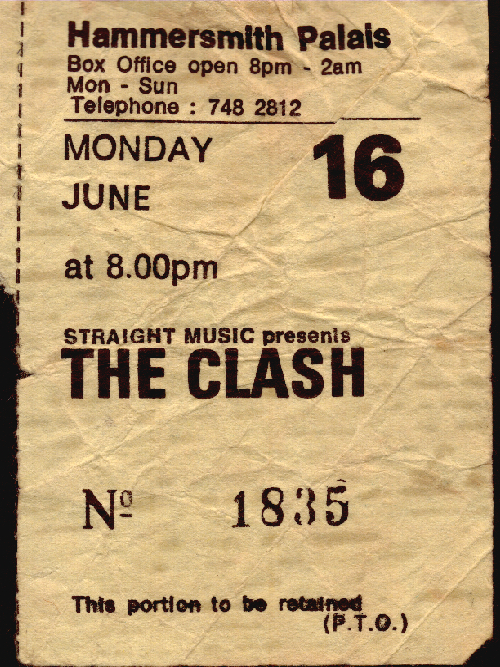 Hammersmith Palais
Box Office open 8pm - 2am
Mon - Sun
Telephone : 748 2812
MONDAY 16
JUNE
at 8.00pm
STRAIGHT MUSIC presents
THE CLASH
Nº 1835
This portion to be retained
(P.T.O.)